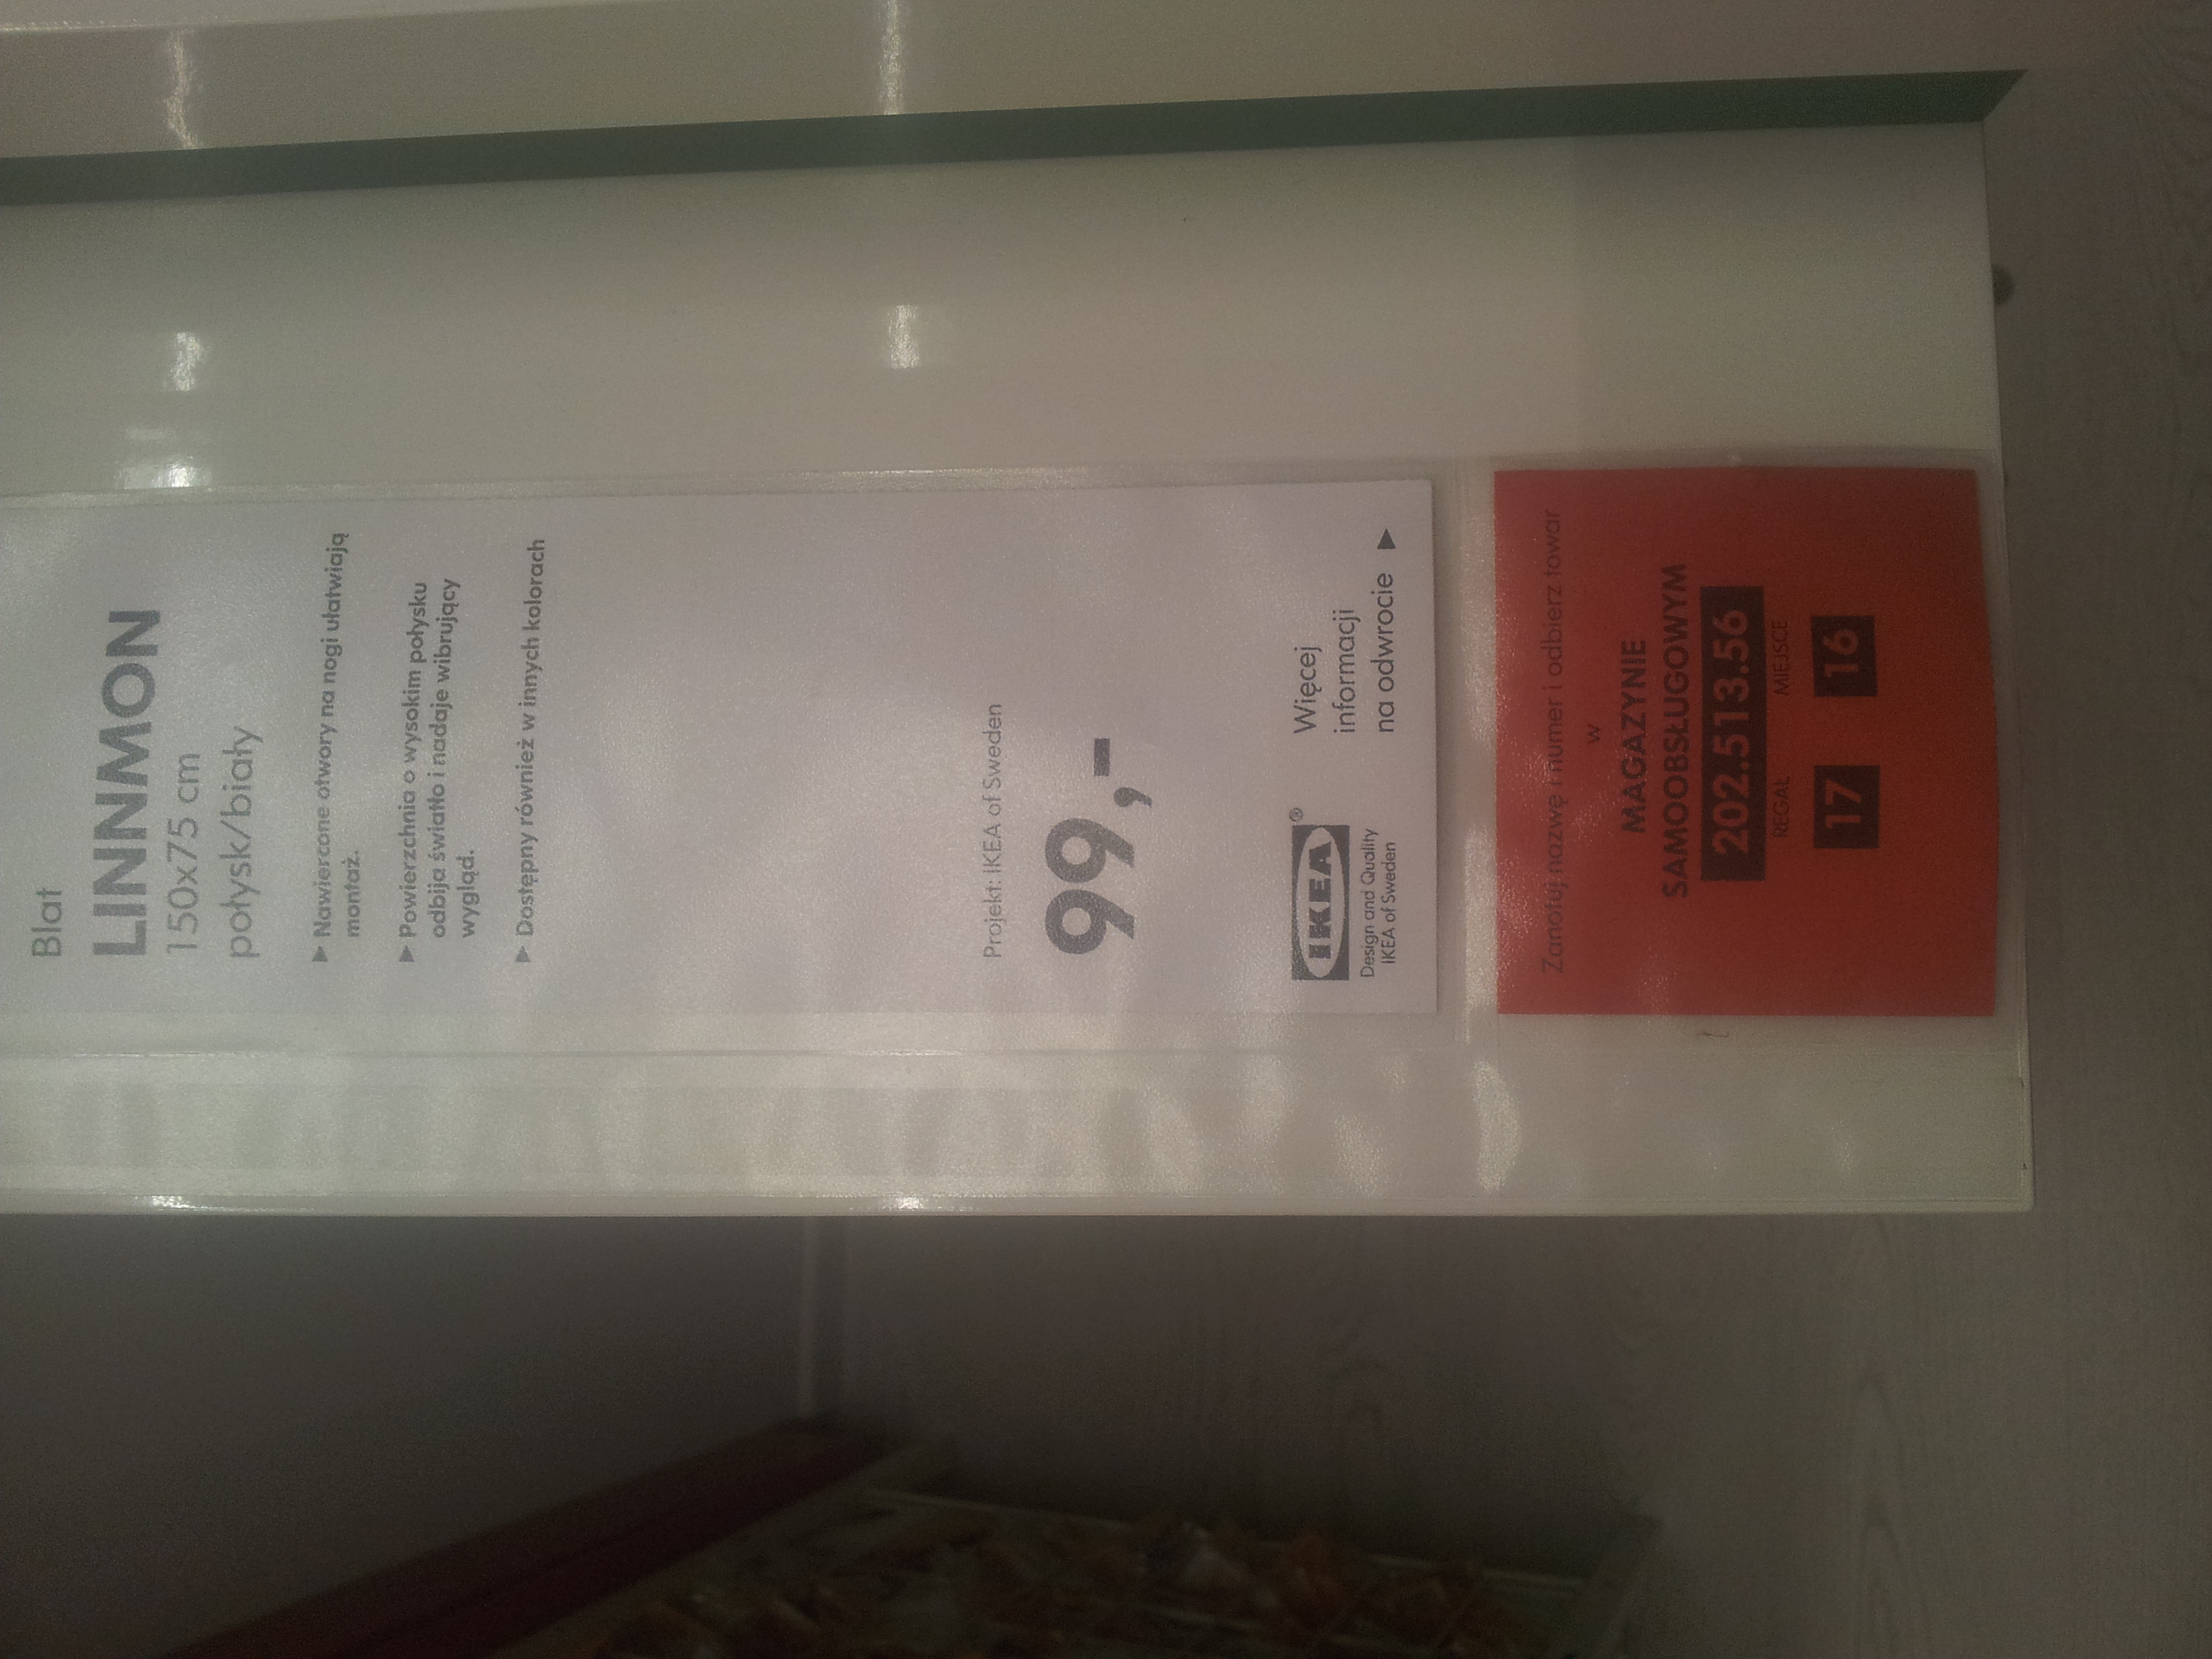 Blat
LINNMON
150x75 cm
połysk/biały
▶ Nawiercone otwory na nogi ułatwiają
montaż.
▶ Powierzchnia o wysokim połysku
odbija światło i nadaje wibrujący
wygląd.
▶ Dostępny również w innych kolorach
Projekt: IKEA of Sweden
99,-
IKEA®
Design and Quality
IKEA of Sweden
Więcej
informacji
na odwrocie ▶
Zanotuj nazwę i numer i odbierz towar
w
MAGAZYNIE
SAMOOBSŁUGOWYM
202.513.56
REGAŁ MIEJSCE
17 16